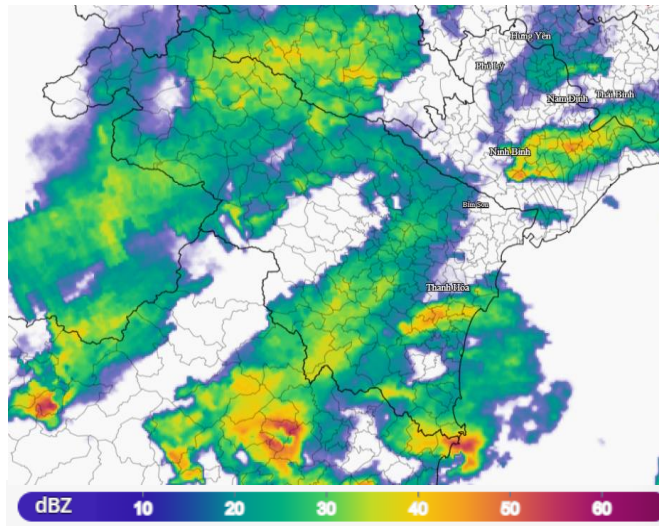 Hưng Yên
Phủ Lý
Nam Định
Thái Bình
Ninh Bình
Bỉm Sơn
Thanh Hóa
dBZ 10 20 30 40 50 60